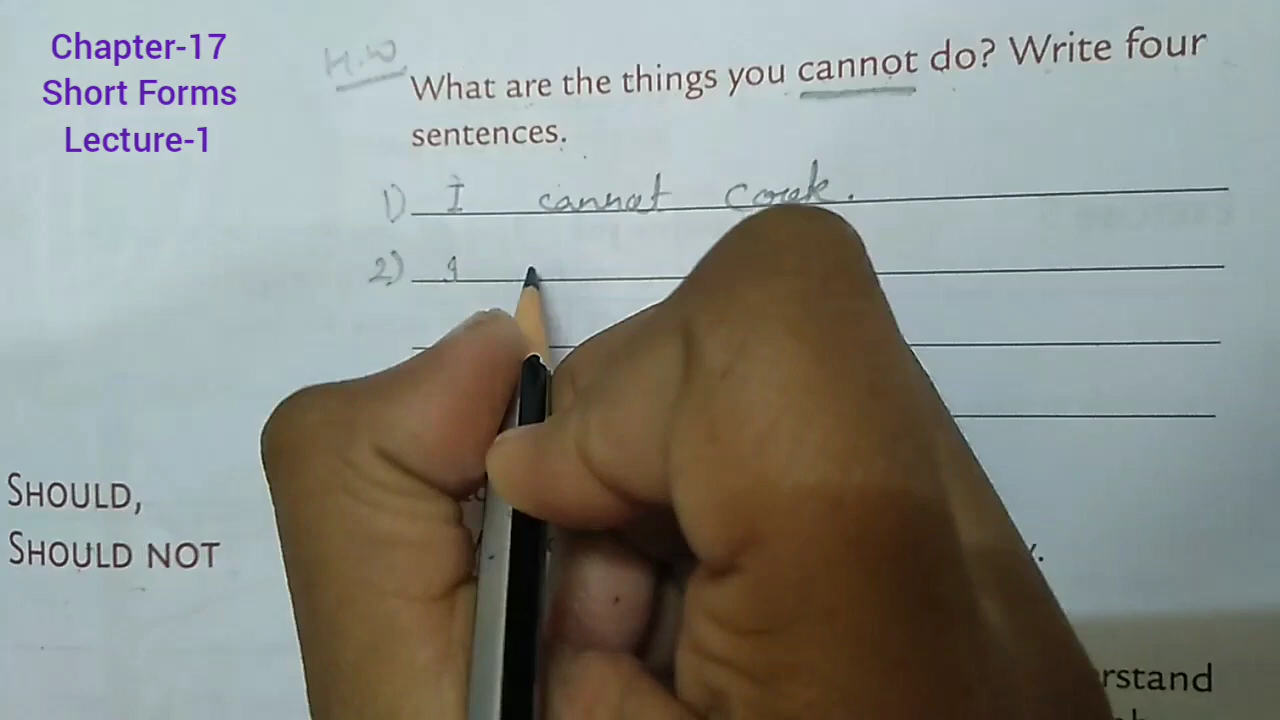 Chapter-17
Short Forms
Lecture-1
H.W
What are the things you cannot do? Write four
sentences.
1) I cannot cook.
2) I
SHOULD,
SHOULD NOT
rstand